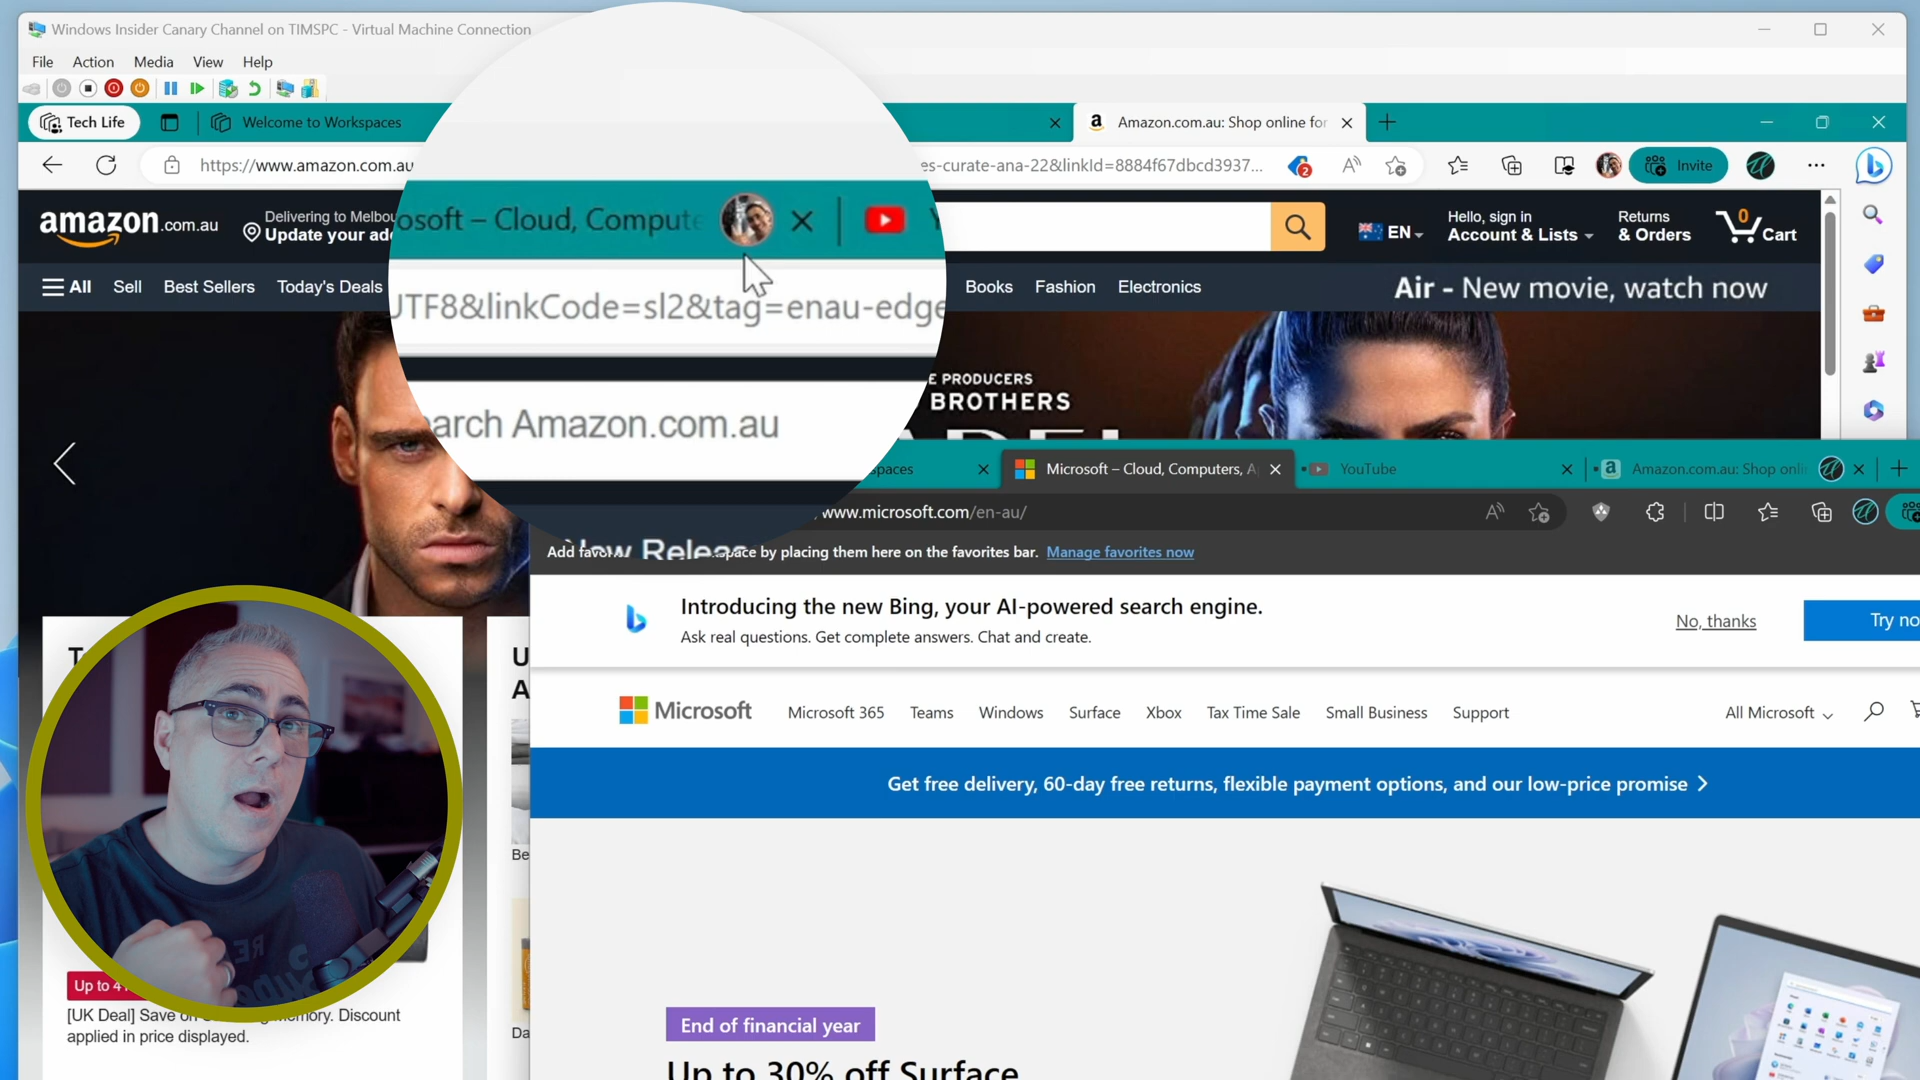 Windows Insider Canary Channel on TIMSPC - Virtual Machine Connection
File Action Media View Help
Tech Life
Welcome to Workspaces
Amazon.com.au: Shop online for
https://www.amazon.com.au
es-curate-ana-22&linkId=8884f67dbcd3937...
2
Invite
osoft – Cloud, Compute
UTF8&linkCode=sl2&tag=enau-edge
earch Amazon.com.au
amazon.com.au
Delivering to Melbou
Update your add
EN
Hello, sign in
Account & Lists
Returns
& Orders
0
Cart
All Sell Best Sellers Today's Deals
Books Fashion Electronics
Air - New movie, watch now
E PRODUCERS
BROTHERS
New Releas
paces
Microsoft – Cloud, Computers, A
YouTube
Amazon.com.au: Shop onli
www.microsoft.com/en-au/
Add favo
space by placing them here on the favorites bar. Manage favorites now
Introducing the new Bing, your AI-powered search engine.
Ask real questions. Get complete answers. Chat and create.
No, thanks
Try no
Microsoft
Microsoft 365 Teams Windows Surface Xbox Tax Time Sale Small Business Support
All Microsoft
Get free delivery, 60-day free returns, flexible payment options, and our low-price promise
End of financial year
Up to 30% off Surface
T
U
A
Be
Da
Up to 4
[UK Deal] Save on
memory. Discount
applied in price displayed.